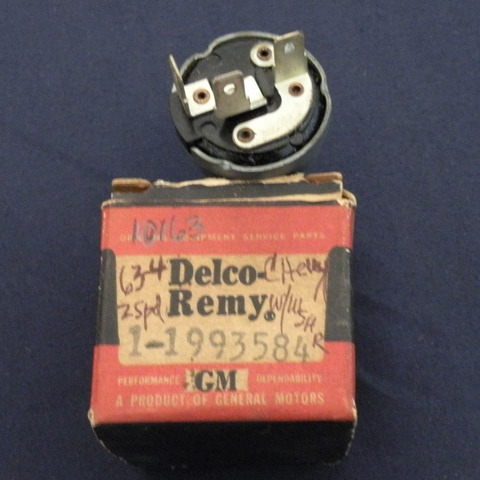 10163
ORIGINAL EQUIPMENT SERVICE PARTS
63-4 Delco- Chevy
2 spd. Remy® W/WSH
R
1-1993584
PERFORMANCE GM DEPENDABILITY
A PRODUCT OF GENERAL MOTORS